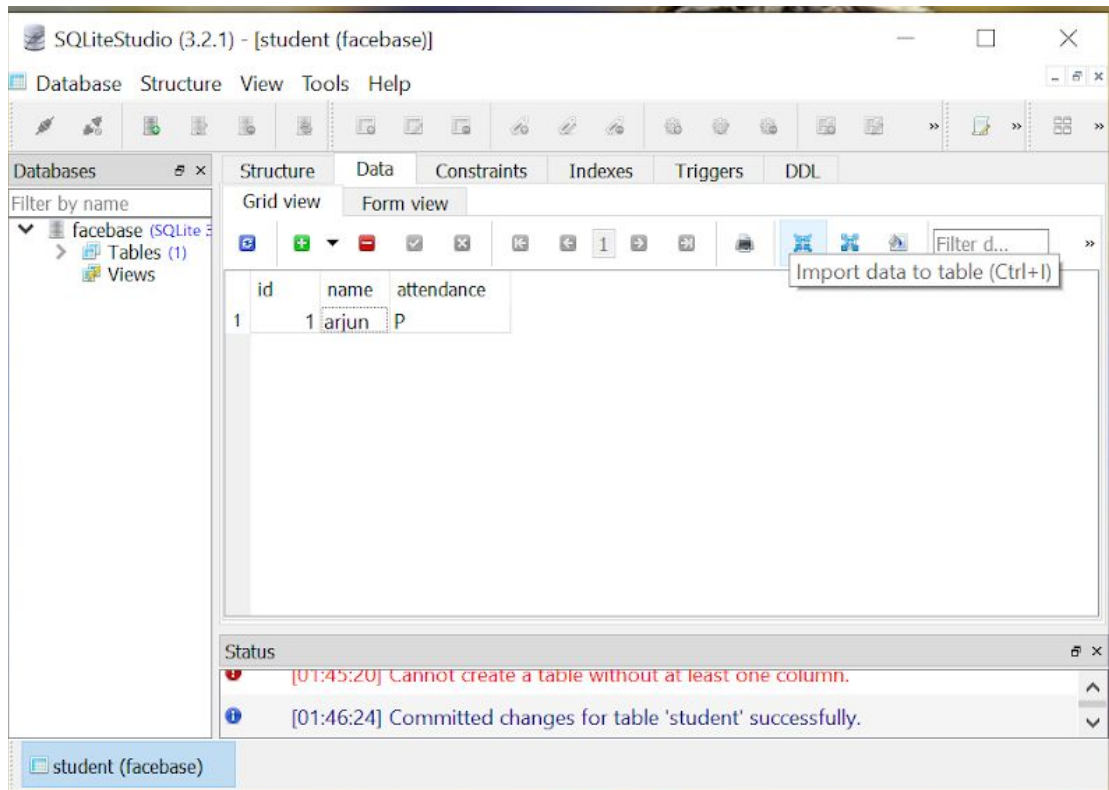 SQLiteStudio (3.2.1) - [student (facebase)]
Database Structure View Tools Help
Databases
Filter by name
facebase (SQLite 3
Tables (1)
Views
Structure Data Constraints Indexes Triggers DDL
Grid view Form view
1 Filter d...
Import data to table (Ctrl+I)
id name attendance
1 1 arjun P
Status
[01:45:20] Cannot create a table without at least one column.
[01:46:24] Committed changes for table 'student' successfully.
student (facebase)